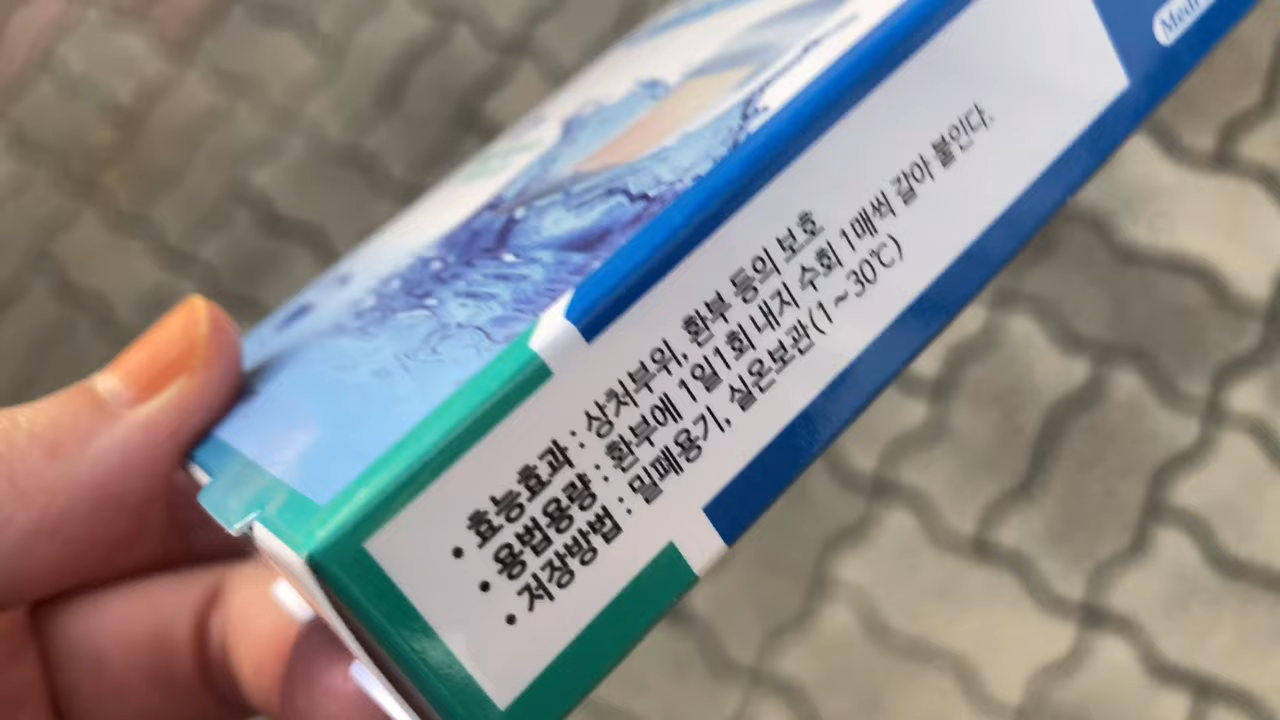 • 효능효과 : 상처부위, 환부 등의 보호
• 용법용량 : 환부에 1일1회 내지 수회 1매씩 갈아 붙인다.
• 저장방법 : 밀폐용기, 실온보관(1~30℃)